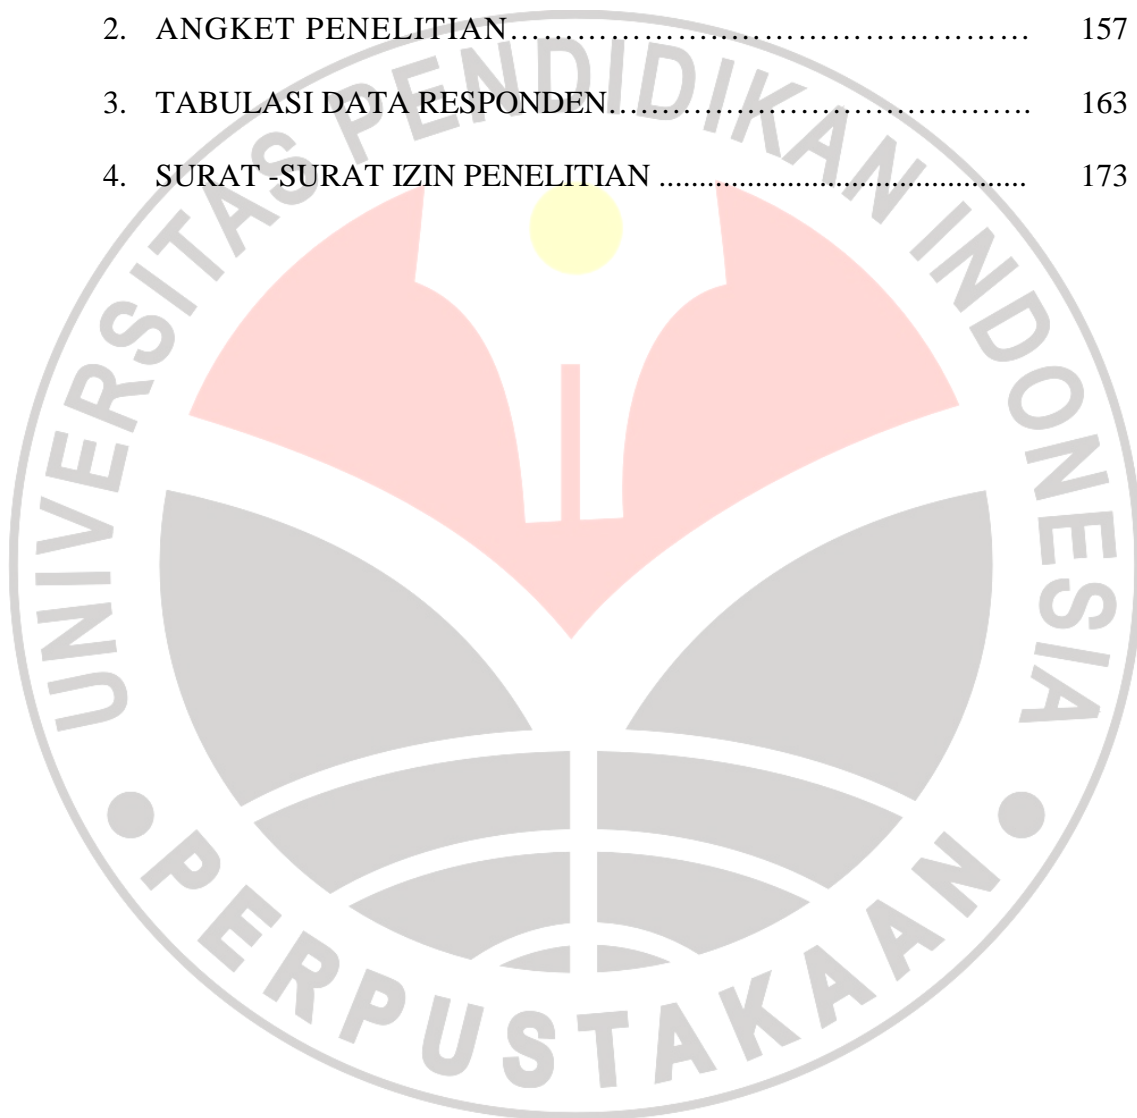 2. ANGKET PENELITIAN……………….…..…………………… 157
3. TABULASI DATA RESPONDEN………………………………. 163
4. SURAT -SURAT IZIN PENELITIAN ............................................ 173
UNIVERSITAS PENDIDIKAN INDONESIA
PERPUSTAKAAN